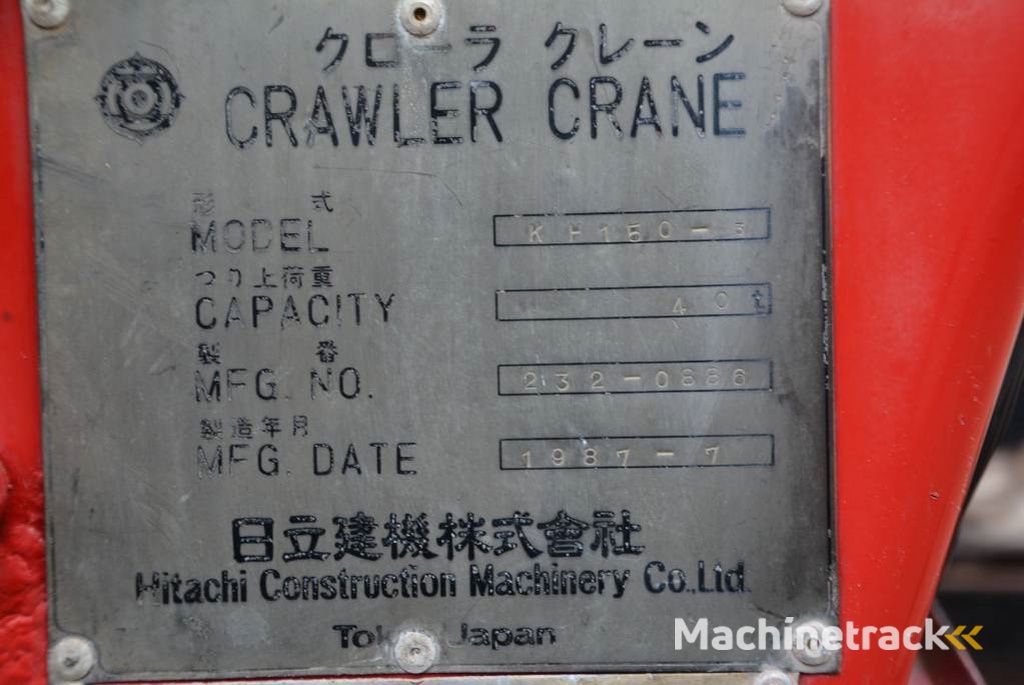 クローラ クレーン
CRAWLER CRANE
形式
MODEL KH150-3
つり上荷重
CAPACITY 40t
製番
MFG. NO. 232-0886
製造年月
MFG. DATE 1987-7
日立建機株式會社
Hitachi Construction Machinery Co.,Ltd.
Japan
Machinetrack